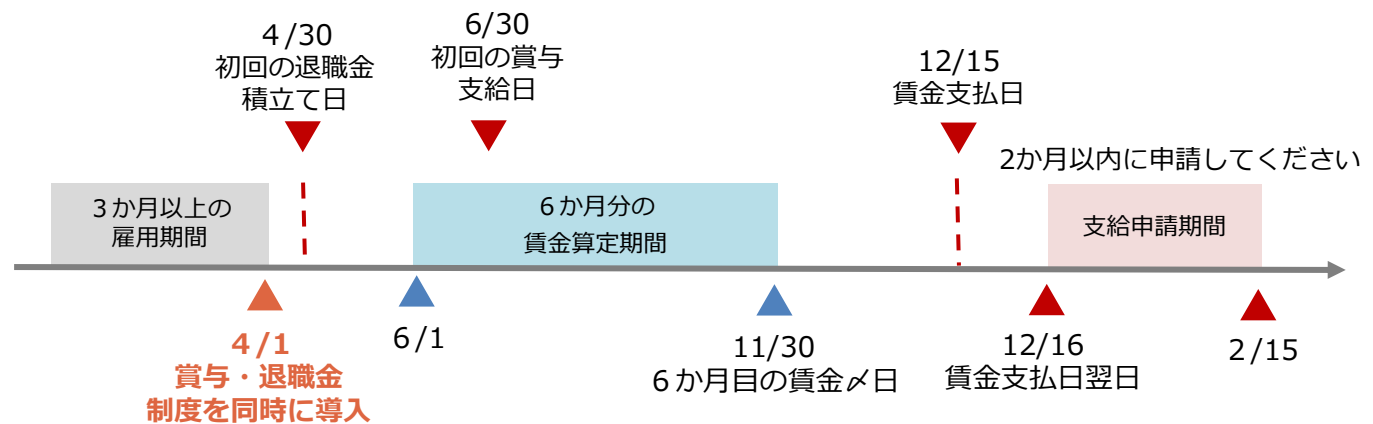 4/30
初回の退職金
積立て日
6/30
初回の賞与
支給日
12/15
賃金支払日
2か月以内に申請してください
３か月以上の
雇用期間
６か月分の
賃金算定期間
支給申請期間
4/1
賞与・退職金
制度を同時に導入
6/1
11/30
６か月目の賃金〆日
12/16
賃金支払日翌日
2/15